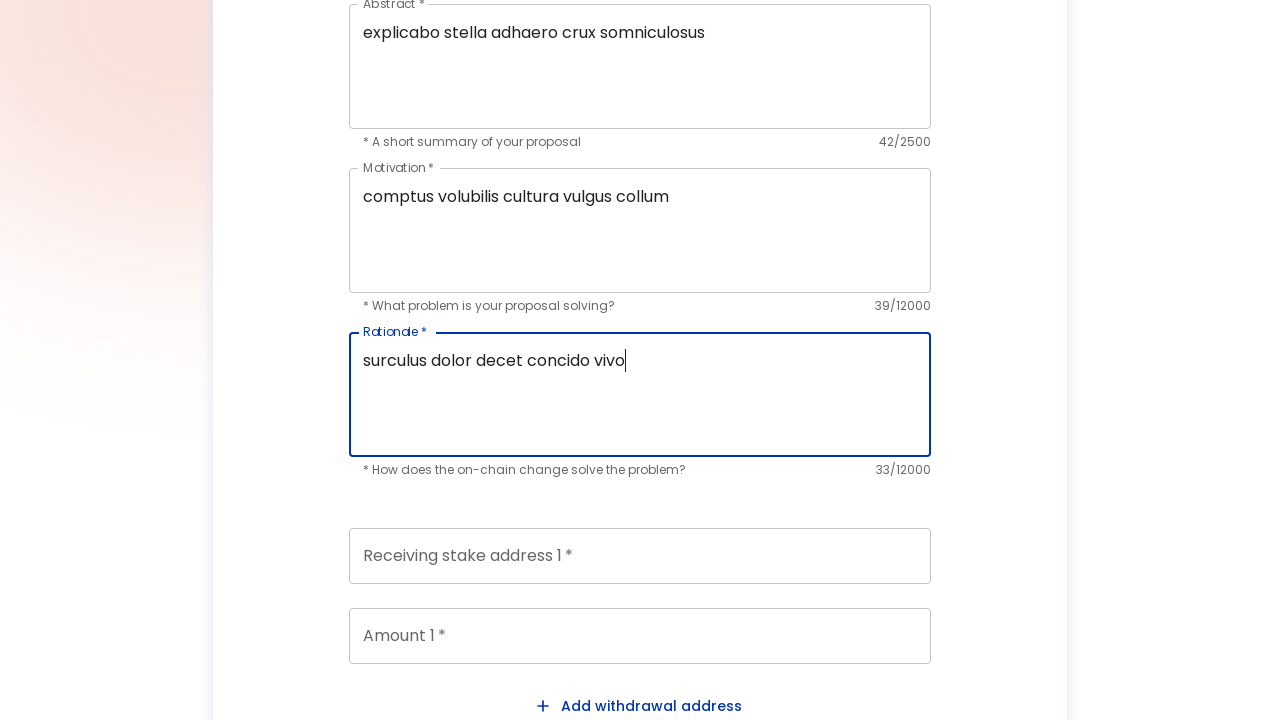 Abstract *
explicabo stella adhaero crux somniculosus
* A short summary of your proposal 42/2500
Motivation *
comptus volubilis cultura vulgus collum
* What problem is your proposal solving? 39/12000
Rationale *
surculus dolor decet concido vivo
* How does the on-chain change solve the problem? 33/12000
Receiving stake address 1 *
Amount 1 *
+ Add withdrawal address